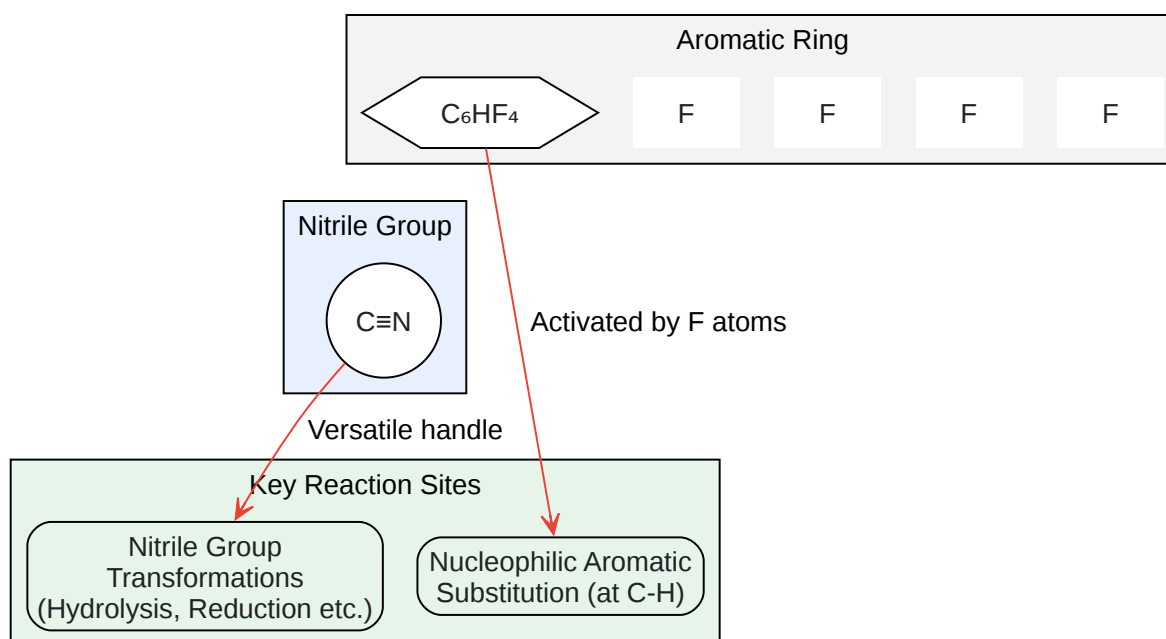 Aromatic Ring
C₆HF₄
F
F
F
F
Nitrile Group
C≡N
Activated by F atoms
Versatile handle
Key Reaction Sites
Nitrile Group
Transformations
(Hydrolysis, Reduction etc.)
Nucleophilic Aromatic
Substitution (at C-H)